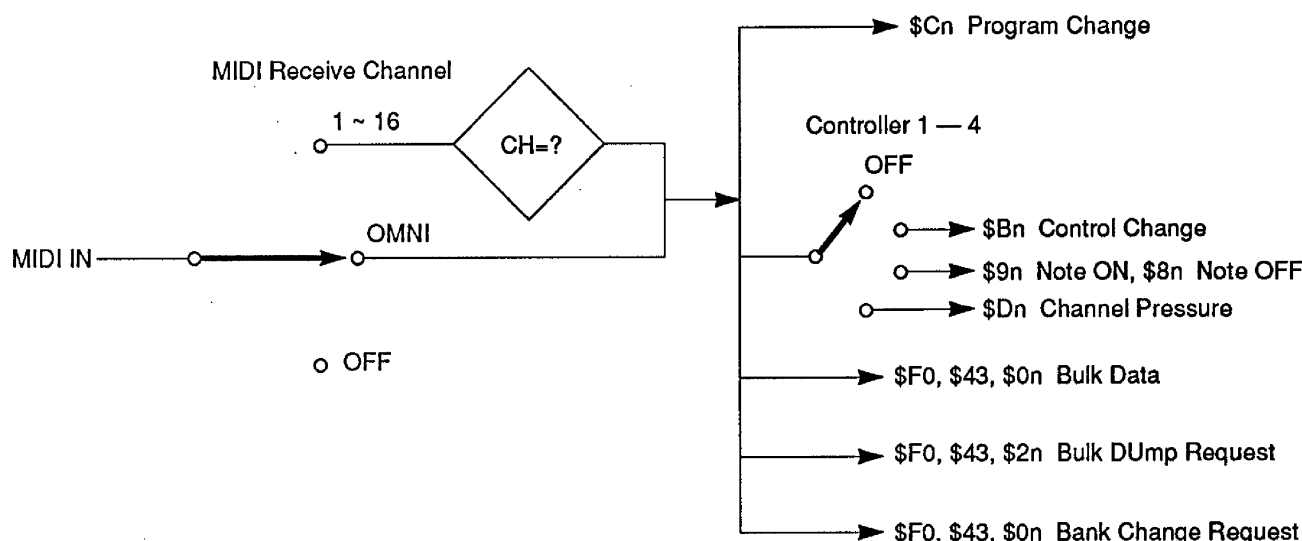 $Cn Program Change
MIDI Receive Channel
1 ~ 16
CH=?
Controller 1 — 4
OFF
$Bn Control Change
OMNI
MIDI IN
$9n Note ON, $8n Note OFF
$Dn Channel Pressure
OFF
$F0, $43, $0n Bulk Data
$F0, $43, $2n Bulk DUmp Request
$F0, $43, $0n Bank Change Request